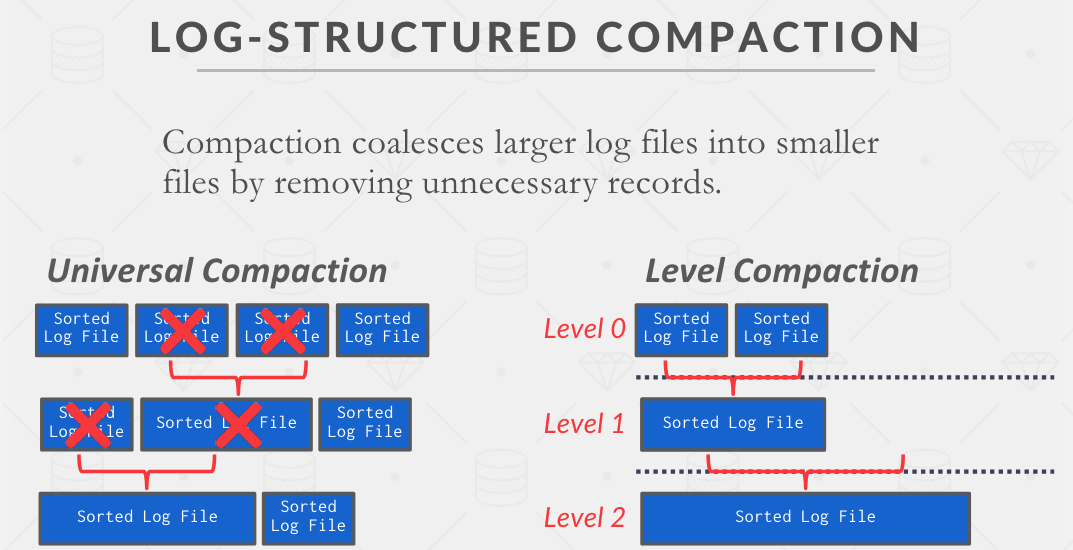 LOG-STRUCTURED COMPACTION
Compaction coalesces larger log files into smaller
files by removing unnecessary records.
Universal Compaction
Sorted
Log File
Sorted
Log File
Sorted
Log File
Sorted
Log File
Sorted
Log File
Sorted Log File
Sorted
Log File
Sorted Log File
Sorted
Log File
Level Compaction
Level 0
Sorted
Log File
Sorted
Log File
Level 1
Sorted Log File
Level 2
Sorted Log File